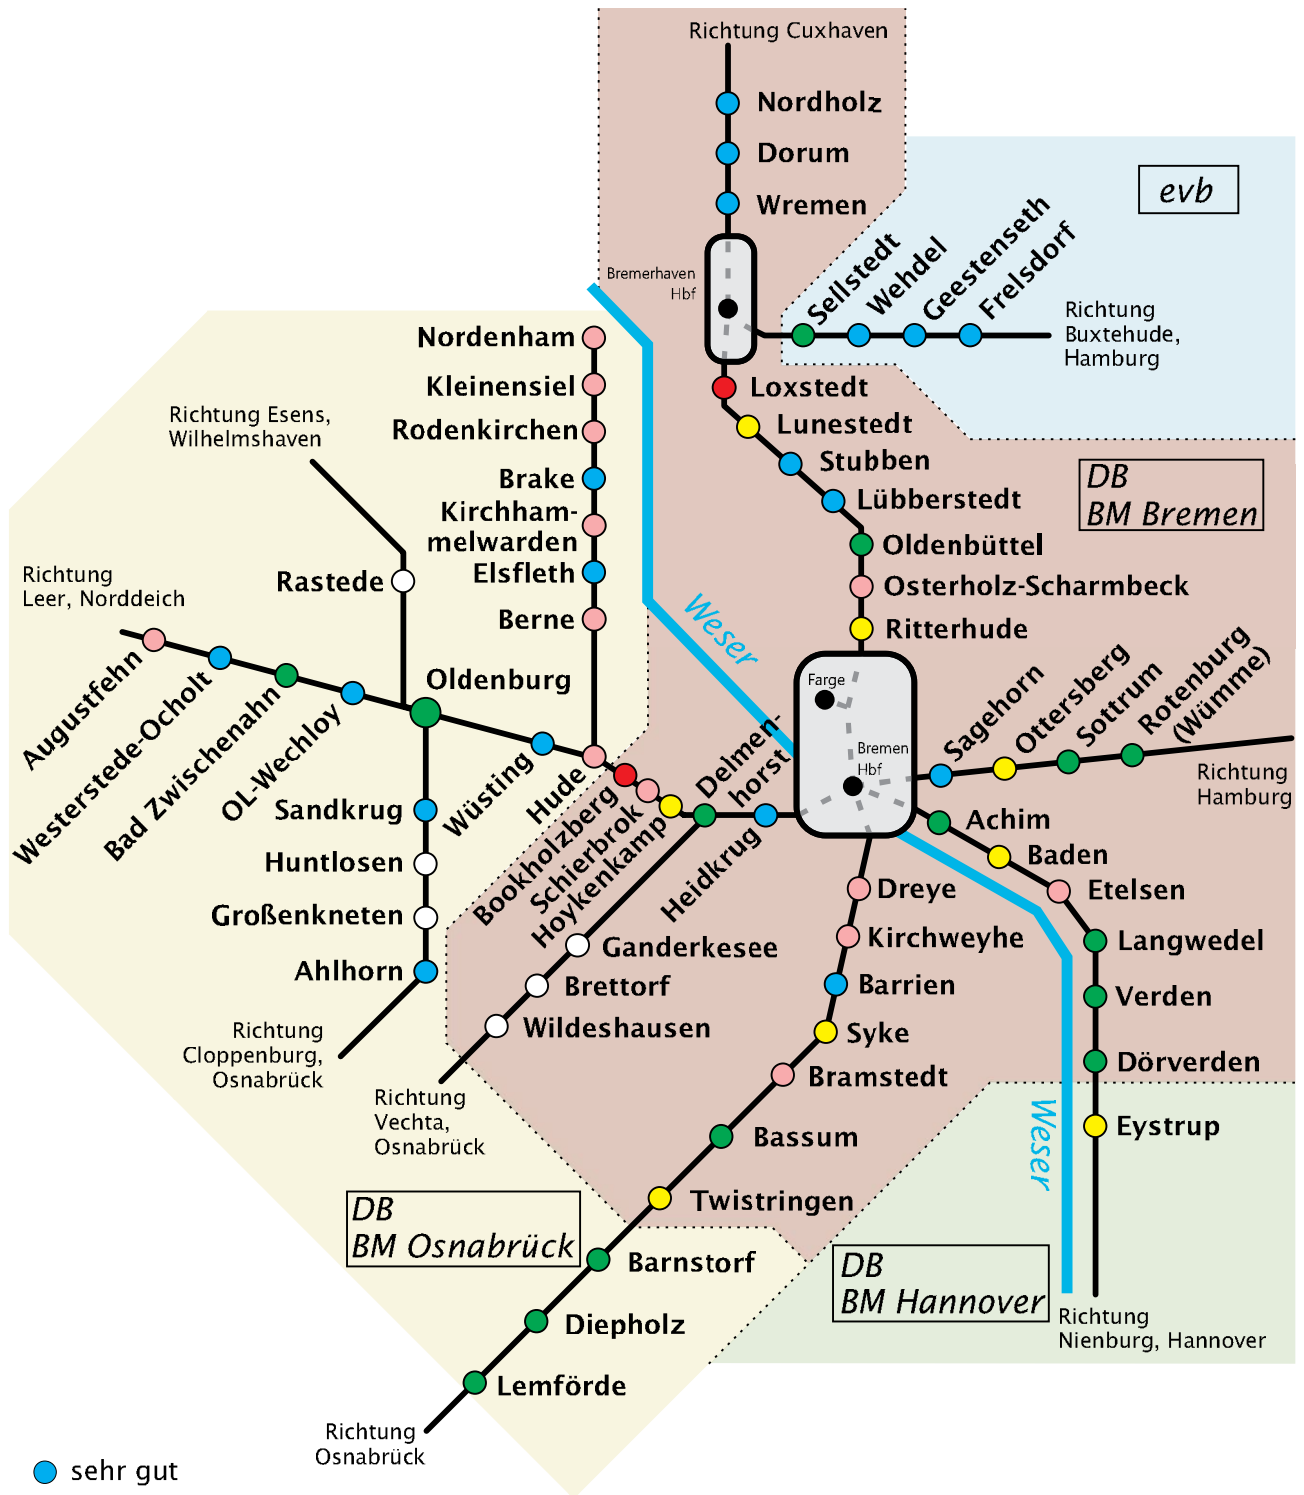 Richtung Cuxhaven
Nordholz
Dorum
Wremen
evb
Bremerhaven
Hbf
Sellstedt
Wehdel
Geestenseth
Frelsdorf
Richtung
Buxtehude,
Hamburg
Nordenham
Kleinensiel
Rodenkirchen
Brake
Kirchham-
melwarden
Elsfleth
Berne
Richtung Esens,
Wilhelmshaven
Rastede
Loxstedt
Lunestedt
Stubben
Lübberstedt
Oldenbüttel
Osterholz-Scharmbeck
Ritterhude
DB
BM Bremen
Weser
Richtung
Leer, Norddeich
Augustfehn
Westerstede-Ocholt
Bad Zwischenahn
OL-Wechloy
Oldenburg
Wüsting
Hude
Bookholzberg
Schierbrok
Hoykenkamp
Delmen-
horst
Heidkrug
Farge
Bremen
Hbf
Sagehorn
Ottersberg
Sottrum
Rotenburg
(Wümme)
Richtung
Hamburg
Sandkrug
Huntlosen
Großenkneten
Ahlhorn
Richtung
Cloppenburg,
Osnabrück
Ganderkesee
Brettorf
Wildeshausen
Richtung
Vechta,
Osnabrück
Achim
Baden
Etelsen
Langwedel
Verden
Dörverden
Eystrup
Weser
Dreye
Kirchweyhe
Barrien
Syke
Bramstedt
Bassum
Twistringen
Barnstorf
Diepholz
Lemförde
DB
BM Osnabrück
DB
BM Hannover
Richtung
Nienburg, Hannover
Richtung
Osnabrück
sehr gut